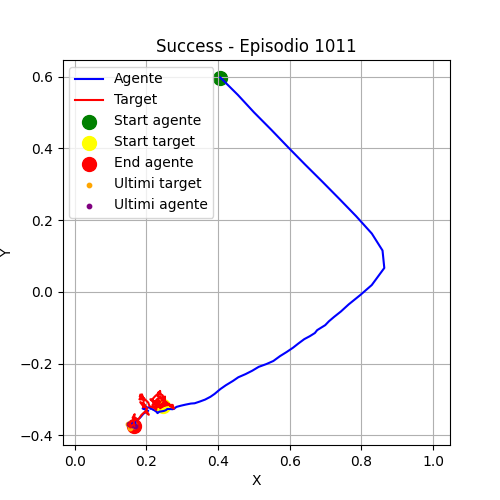 Success - Episodio 1011
Agente
Target
Start agente
Start target
End agente
Ultimi target
Ultimi agente
0.6
0.4
0.2
0.0
−0.2
−0.4
Y
0.0 0.2 0.4 0.6 0.8 1.0
X